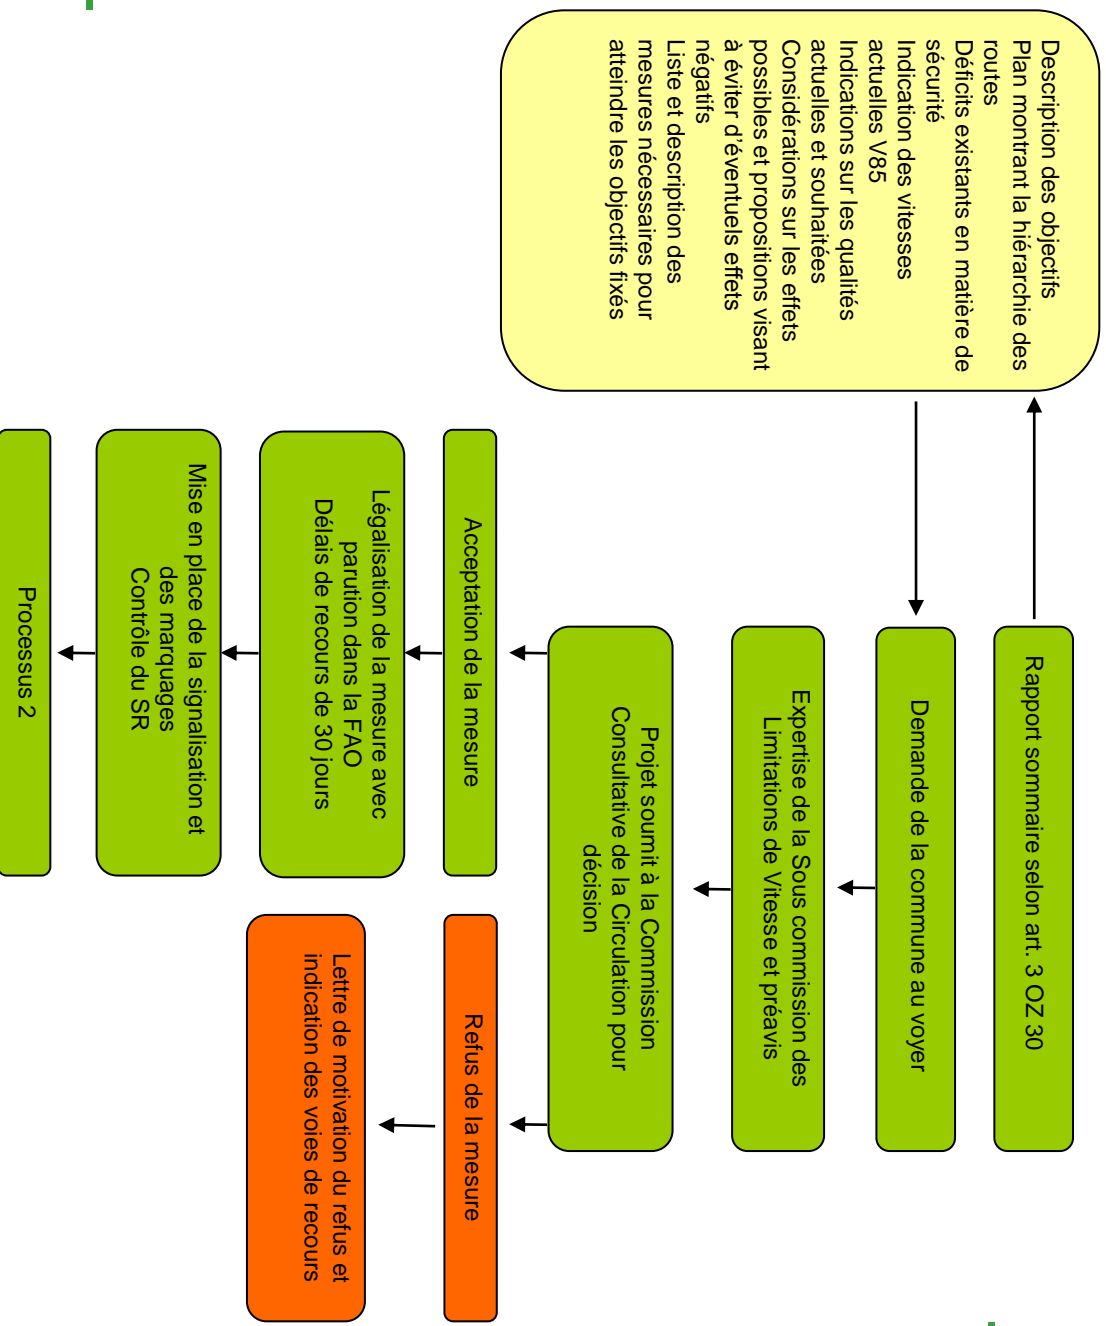 Description des objectifs
Plan montrant la hiérarchie des
routes
Déficits existants en matière de
sécurité
Indication des vitesses
actuelles V85
Indications sur les qualités
actuelles et souhaitées
Considérations sur les effets
possibles et propositions visant
à éviter d'éventuels effets
négatifs
Liste et description des
mesures nécessaires pour
atteindre les objectifs fixés
Rapport sommaire selon art. 3 OZ 30
Demande de la commune au voyer
Expertise de la Sous commission des
Limitations de Vitesse et préavis
Projet soumit à la Commission
Consultative de la Circulation pour
décision
Acceptation de la mesure
Légalisation de la mesure avec
parution dans la FAO
Délais de recours de 30 jours
Mise en place de la signalisation et
des marquages
Contrôle du SR
Processus 2
Refus de la mesure
Lettre de motivation du refus et
indication des voies de recours